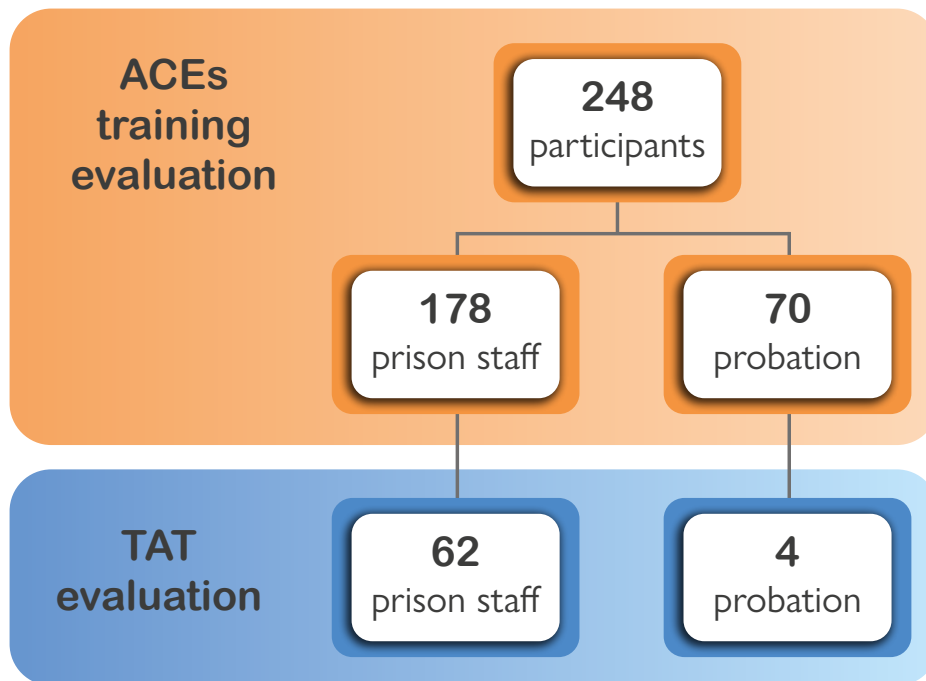 ACEs
training
evaluation
248
participants
178
prison staff
70
probation
TAT
evaluation
62
prison staff
4
probation